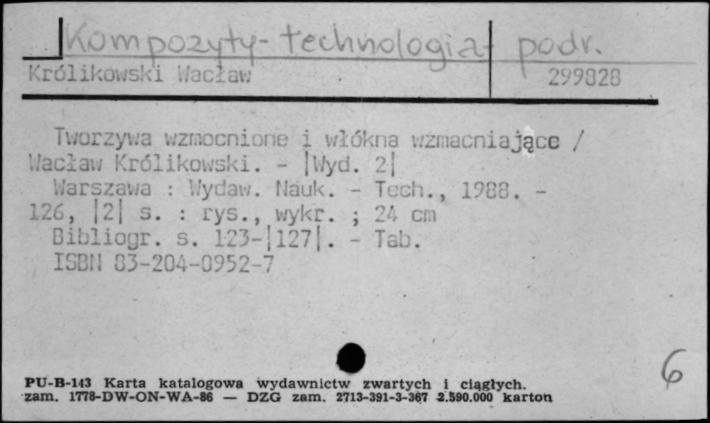 Kompozyty - technologia - podr.
Królikowski Wacław 299828
Tworzywa wzmocnione i włókna wzmacniające /
Wacław Królikowski. - |Wyd. 2|
Warszawa : Wydaw. Nauk. - Tech., 1988. -
126, |2| s. : rys., wykr. ; 24 cm
Bibliogr. s. 123-|127|. - Tab.
ISBN 83-204-0952-7
6
PU-B-143 Karta katalogowa wydawnictw zwartych i ciągłych.
zam. 1778-DW-ON-WA-86 — DZG zam. 2713-391-3-367 2.590.000 karton